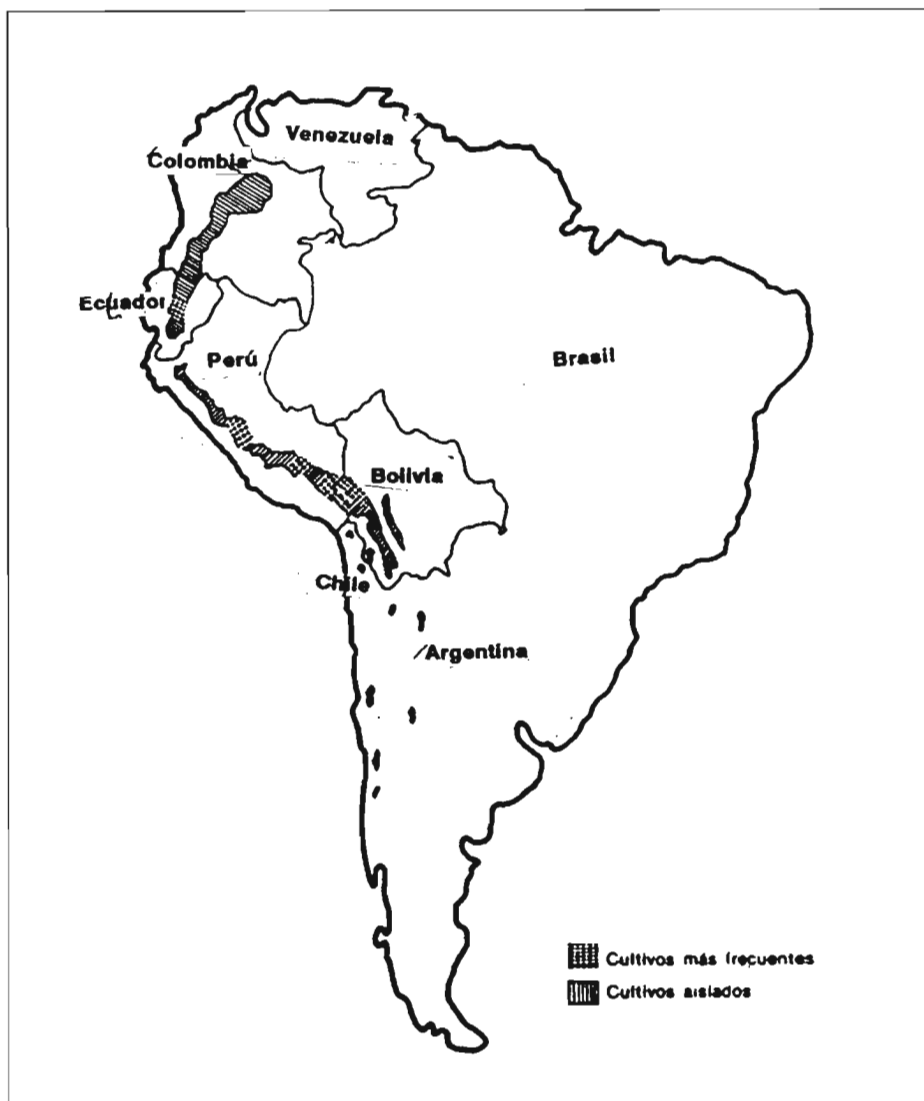 Venezuela
Colombia
Ecuador
Perú
Brasil
Bolivia
Chile
Argentina
Cultivos más frecuentes
Cultivos aislados